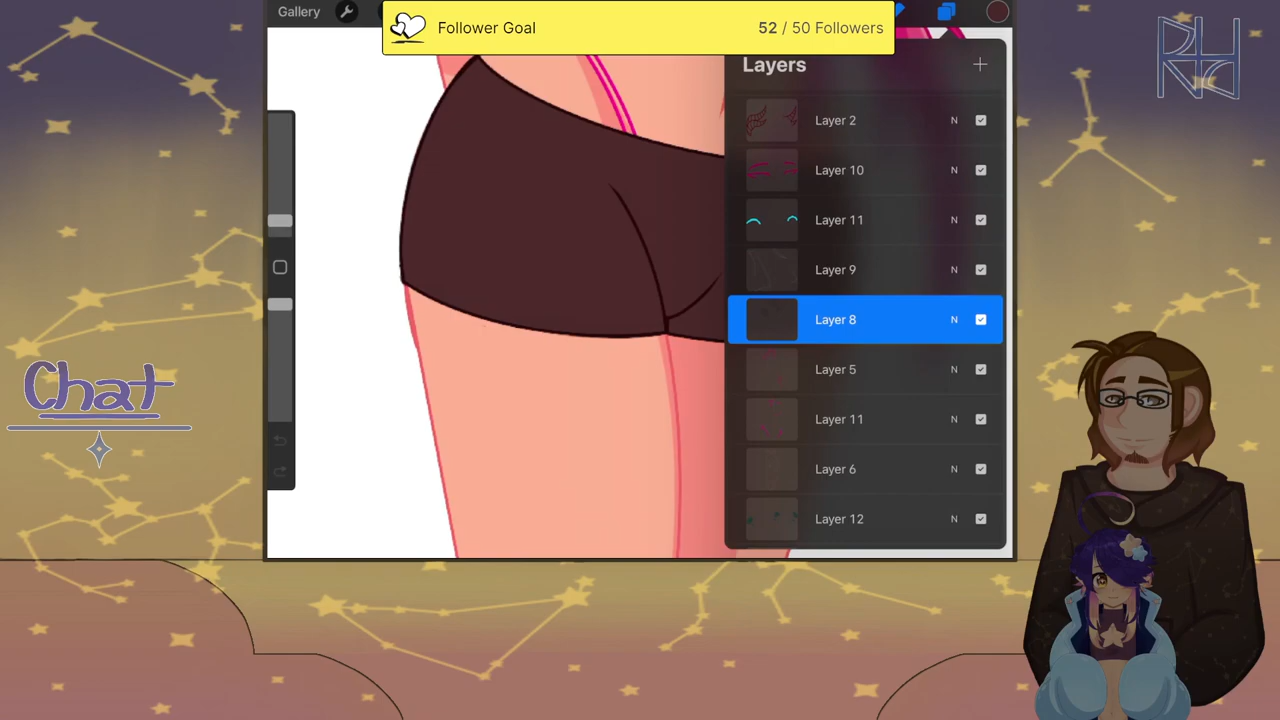 Gallery
Follower Goal 52 / 50 Followers
Layers
Layer 2 N
Layer 10 N
Layer 11 N
Layer 9 N
Layer 8 N
Layer 5 N
Layer 11 N
Layer 6 N
Layer 12 N
Chat